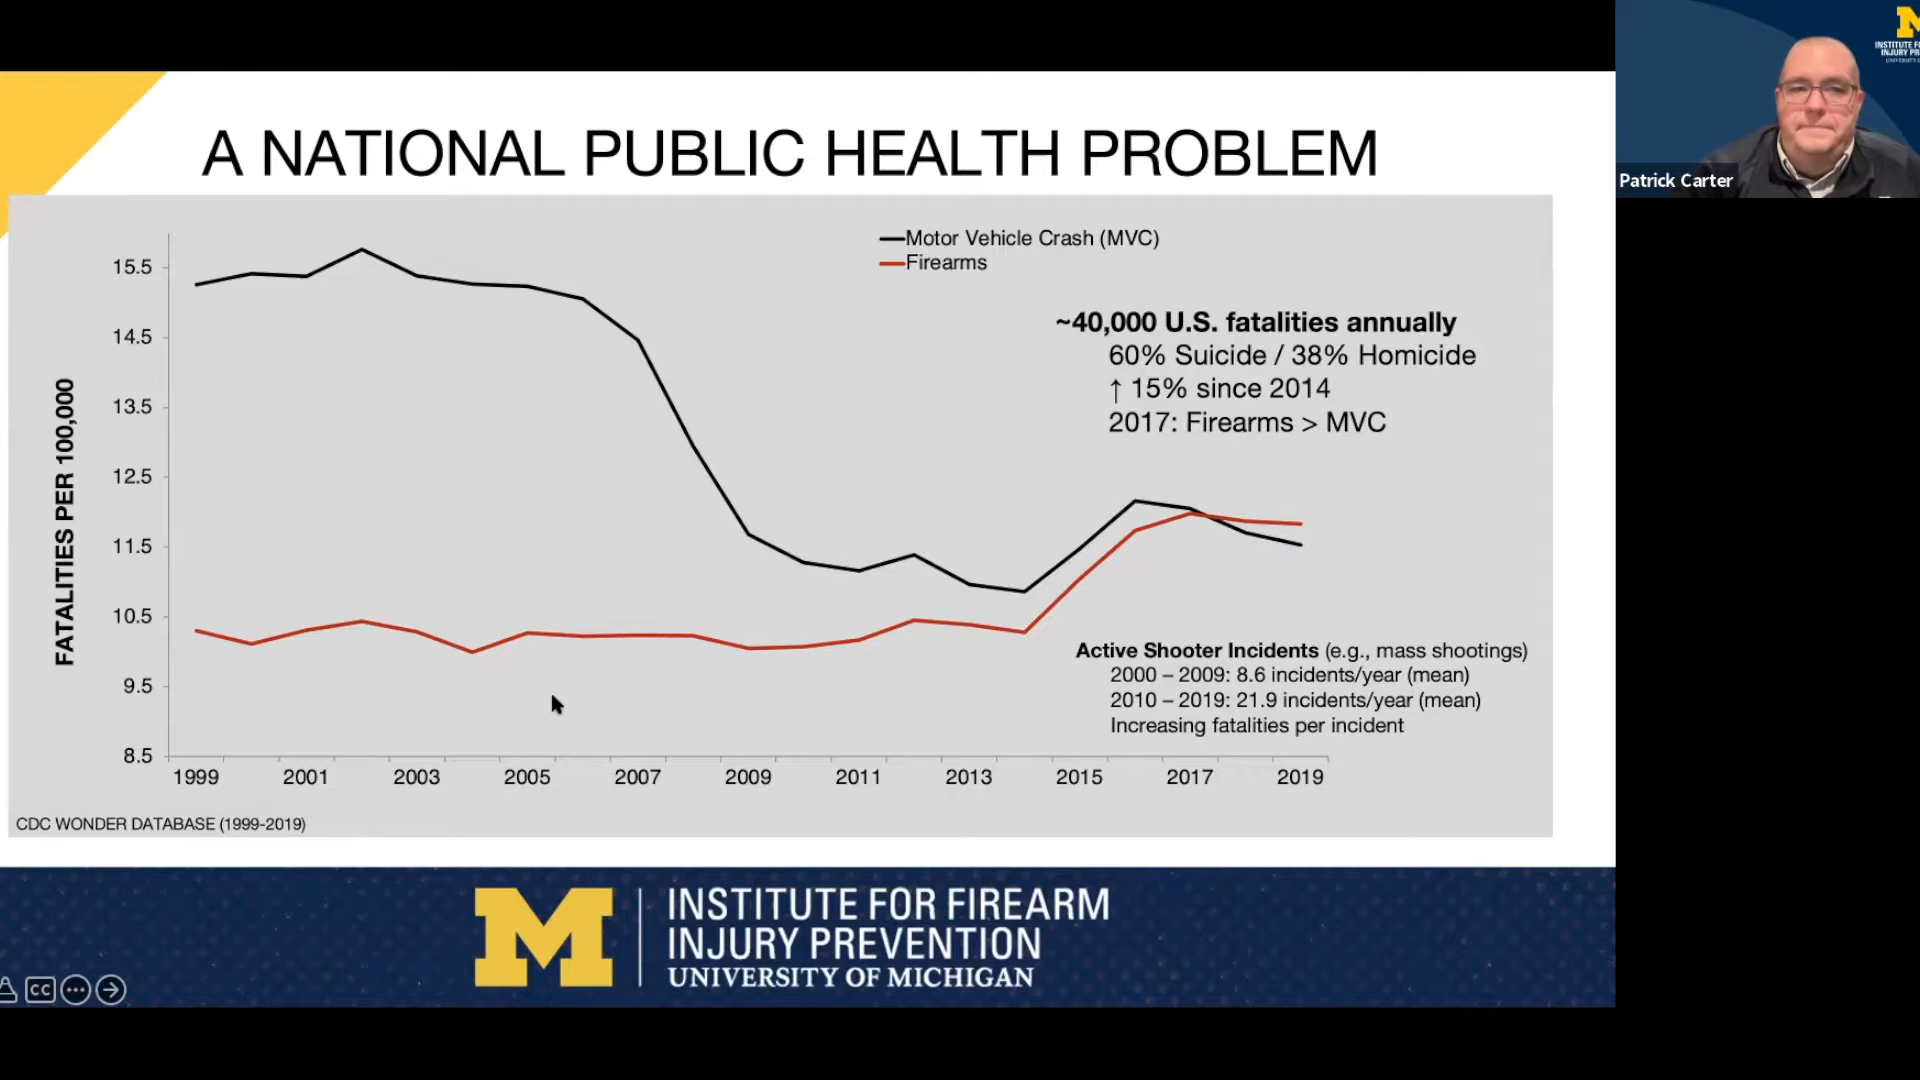 A NATIONAL PUBLIC HEALTH PROBLEM
Motor Vehicle Crash (MVC)
Firearms
~40,000 U.S. fatalities annually
60% Suicide / 38% Homicide
↑ 15% since 2014
2017: Firearms > MVC
FATALITIES PER 100,000
15.5
14.5
13.5
12.5
11.5
10.5
9.5
8.5
Active Shooter Incidents (e.g., mass shootings)
2000 – 2009: 8.6 incidents/year (mean)
2010 – 2019: 21.9 incidents/year (mean)
Increasing fatalities per incident
1999 2001 2003 2005 2007 2009 2011 2013 2015 2017 2019
CDC WONDER DATABASE (1999-2019)
M
INSTITUTE FOR FIREARM
INJURY PREVENTION
UNIVERSITY OF MICHIGAN
CC
M
INSTITUTE
INJURY
Patrick Carter